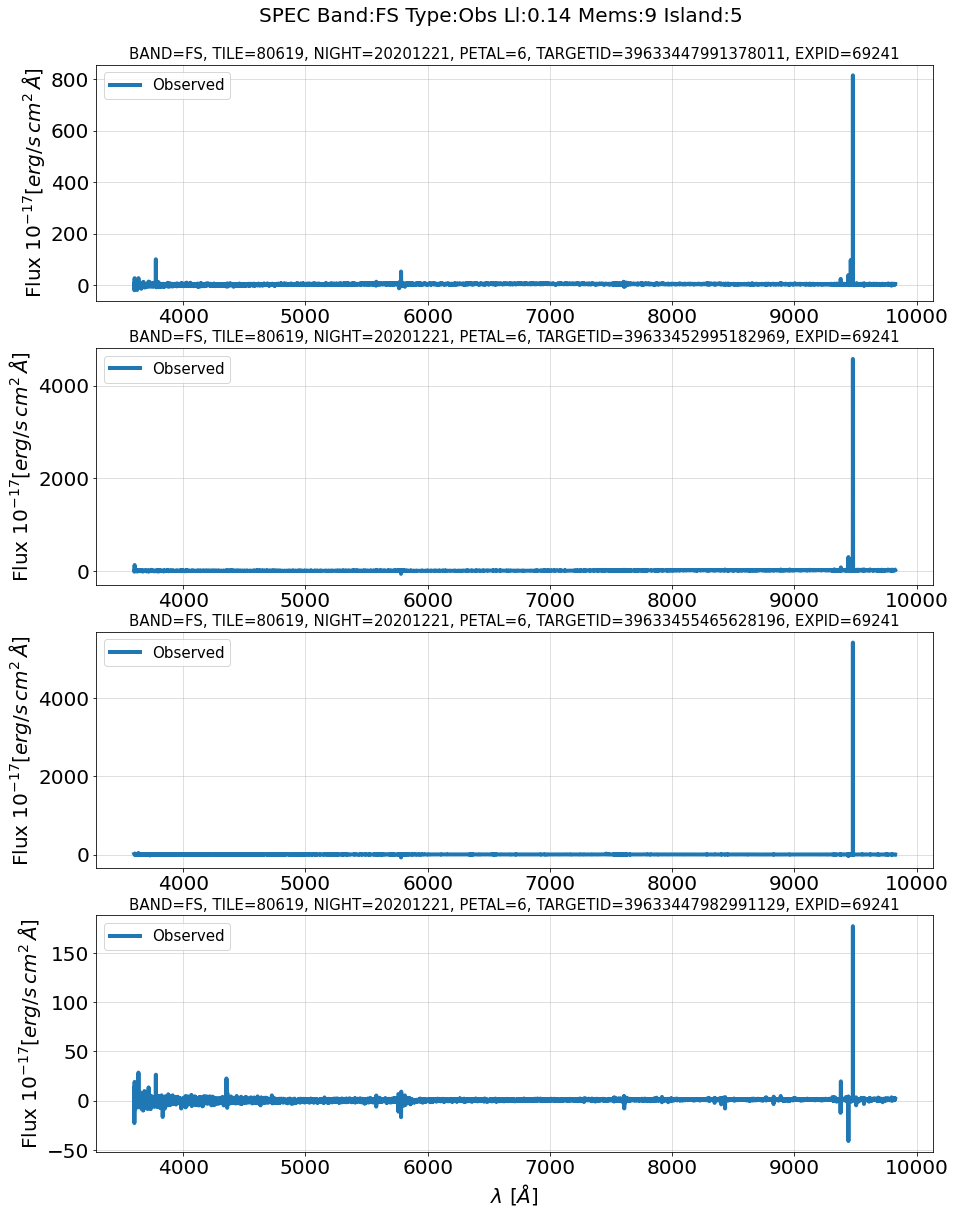 SPEC Band:FS Type:Obs Ll:0.14 Mems:9 Island:5
BAND=FS, TILE=80619, NIGHT=20201221, PETAL=6, TARGETID=39633447991378011, EXPID=69241
Observed
Flux 10⁻¹⁷[erg/s cm² Å]
800
600
400
200
0
4000 5000 6000 7000 8000 9000 10000
BAND=FS, TILE=80619, NIGHT=20201221, PETAL=6, TARGETID=39633452995182969, EXPID=69241
Observed
Flux 10⁻¹⁷[erg/s cm² Å]
4000
2000
0
4000 5000 6000 7000 8000 9000 10000
BAND=FS, TILE=80619, NIGHT=20201221, PETAL=6, TARGETID=39633455465628196, EXPID=69241
Observed
Flux 10⁻¹⁷[erg/s cm² Å]
4000
2000
0
4000 5000 6000 7000 8000 9000 10000
BAND=FS, TILE=80619, NIGHT=20201221, PETAL=6, TARGETID=39633447982991129, EXPID=69241
Observed
Flux 10⁻¹⁷[erg/s cm² Å]
150
100
50
0
−50
4000 5000 6000 7000 8000 9000 10000
λ [Å]